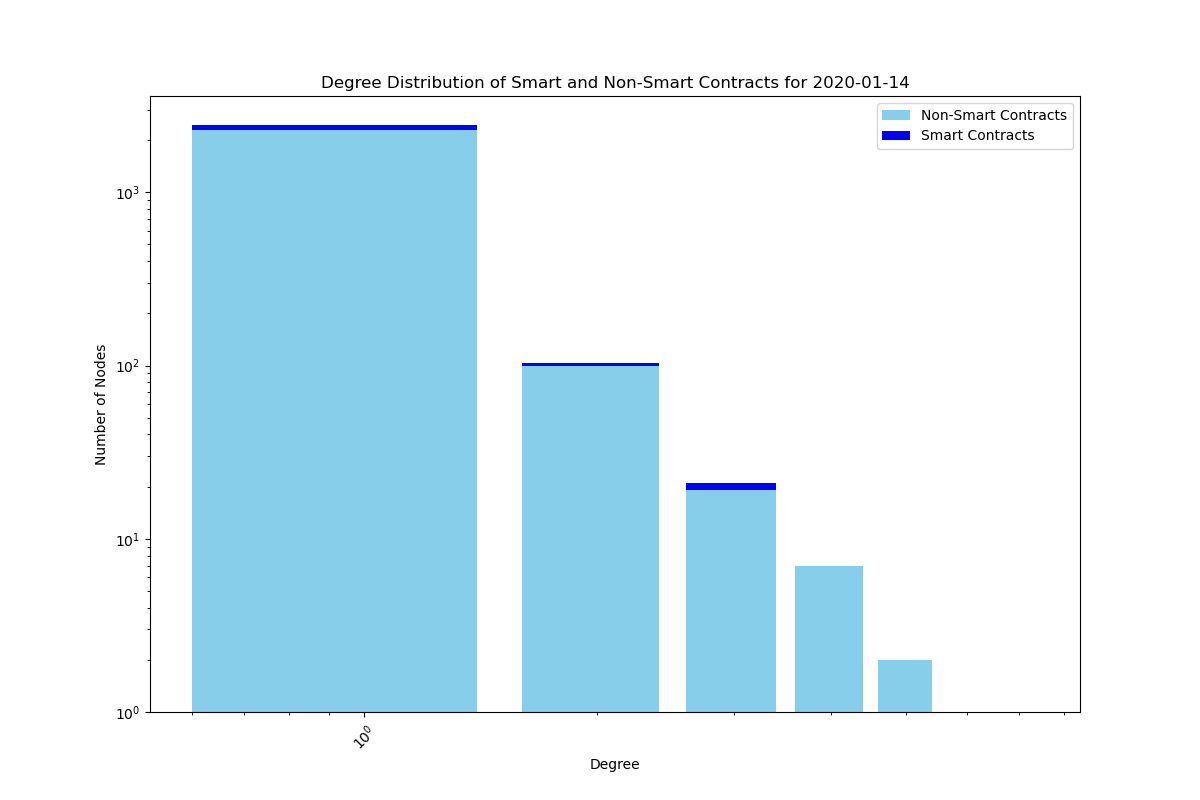 Degree Distribution of Smart and Non-Smart Contracts for 2020-01-14
Non-Smart Contracts
Smart Contracts
Number of Nodes
10³
10²
10¹
10⁰
10⁰
Degree